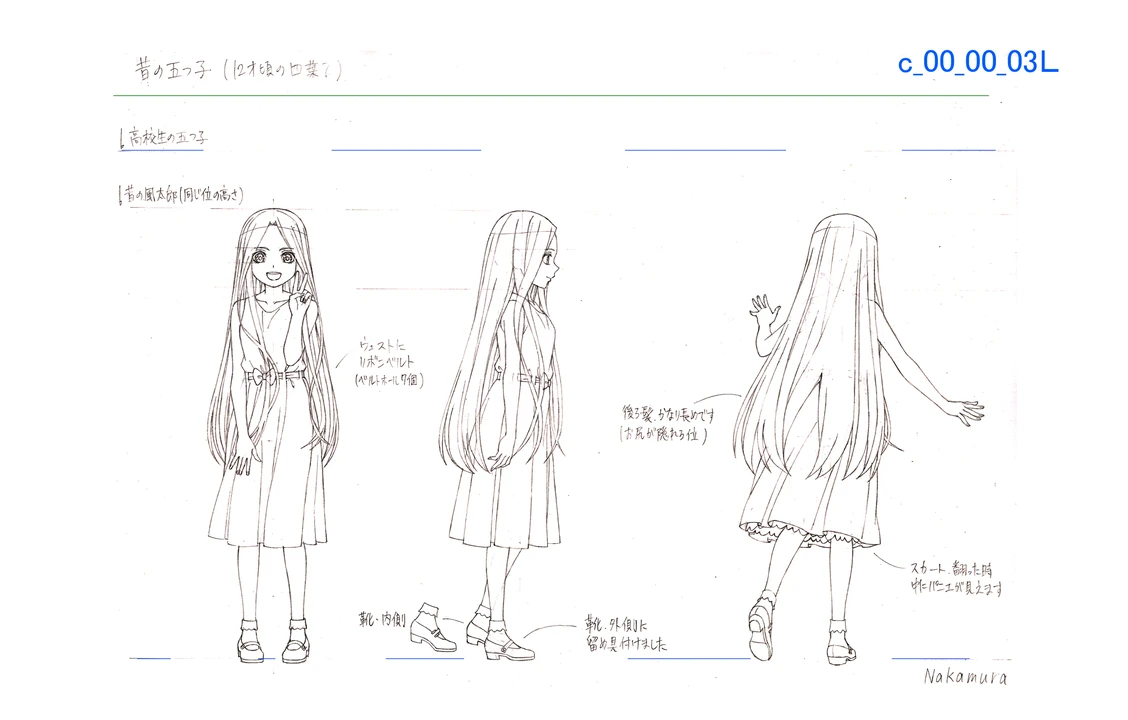 昔の五つ子 (12才頃の四葉?)
c_00_00_03L
高校生の五つ子
昔の風太郎(同じ位の高さ)
ウェストに
リボンベルト
(ベルトホール7個)
後ろ髪.かなり長めです
(お尻が隠れる位)
スカート.翻った時
中にパニエが見えます
靴・内側
靴.外側に
留め具付けました
Nakamura